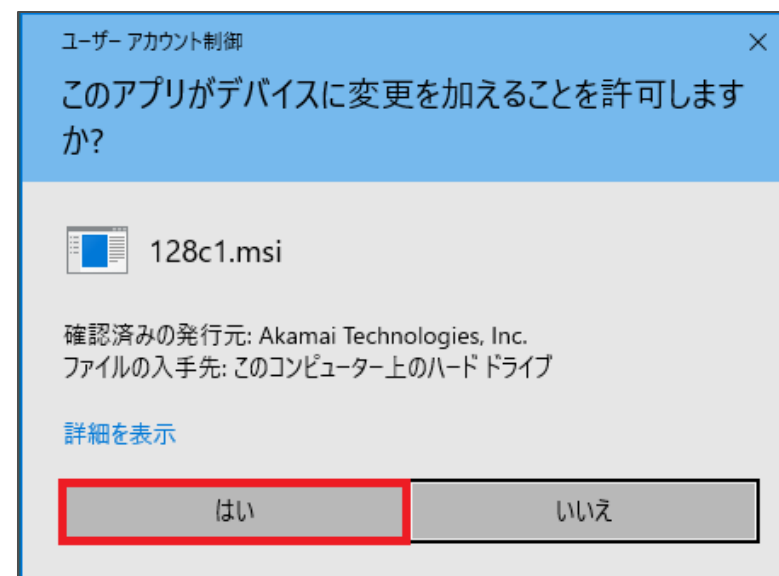 ユーザー アカウント制御
このアプリがデバイスに変更を加えることを許可します
か?
128c1.msi
確認済みの発行元: Akamai Technologies, Inc.
ファイルの入手先: このコンピューター上のハード ドライブ
詳細を表示
はい
いいえ